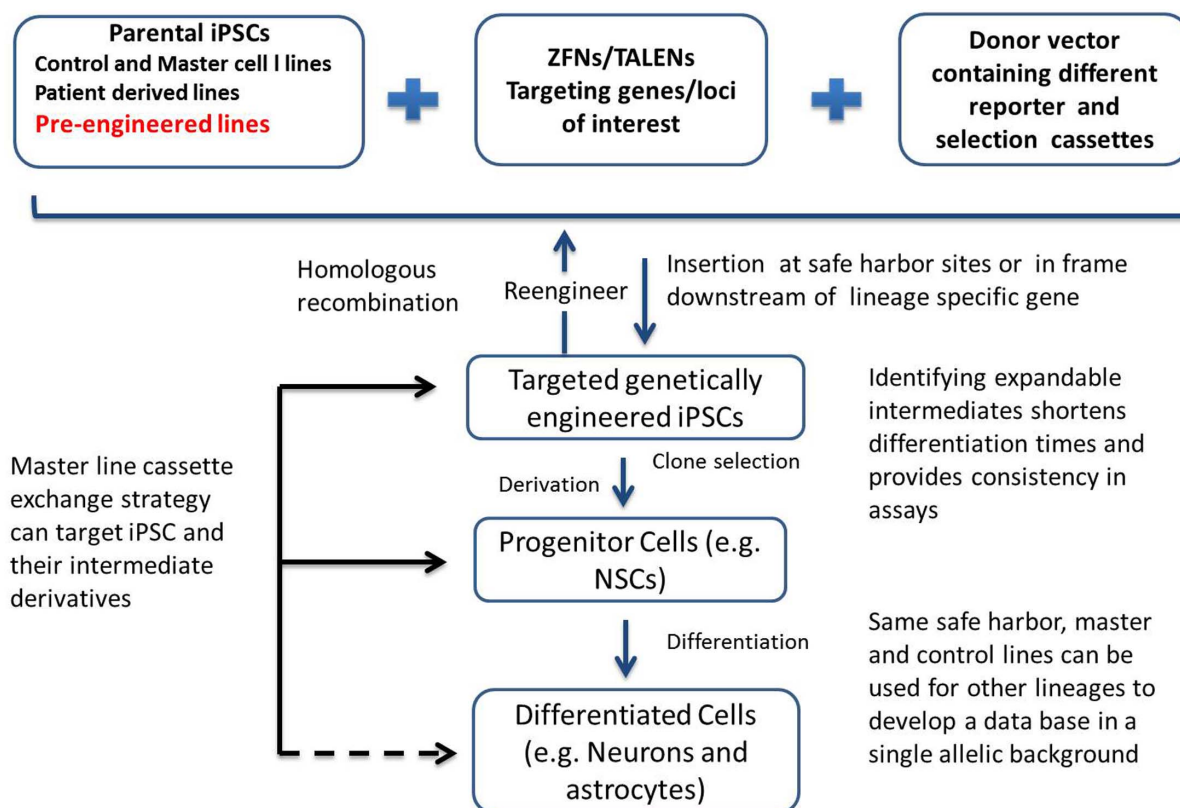 Parental iPSCs
Control and Master cell l lines
Patient derived lines
Pre-engineered lines
ZFNs/TALENs
Targeting genes/loci
of interest
Donor vector
containing different
reporter and
selection cassettes
Homologous
recombination
Reengineer
Insertion at safe harbor sites or in frame
downstream of lineage specific gene
Targeted genetically
engineered iPSCs
Identifying expandable
intermediates shortens
differentiation times and
provides consistency in
assays
Clone selection
Derivation
Master line cassette
exchange strategy
can target iPSC and
their intermediate
derivatives
Progenitor Cells (e.g.
NSCs)
Differentiation
Same safe harbor, master
and control lines can be
used for other lineages to
develop a data base in a
single allelic background
Differentiated Cells
(e.g. Neurons and
astrocytes)